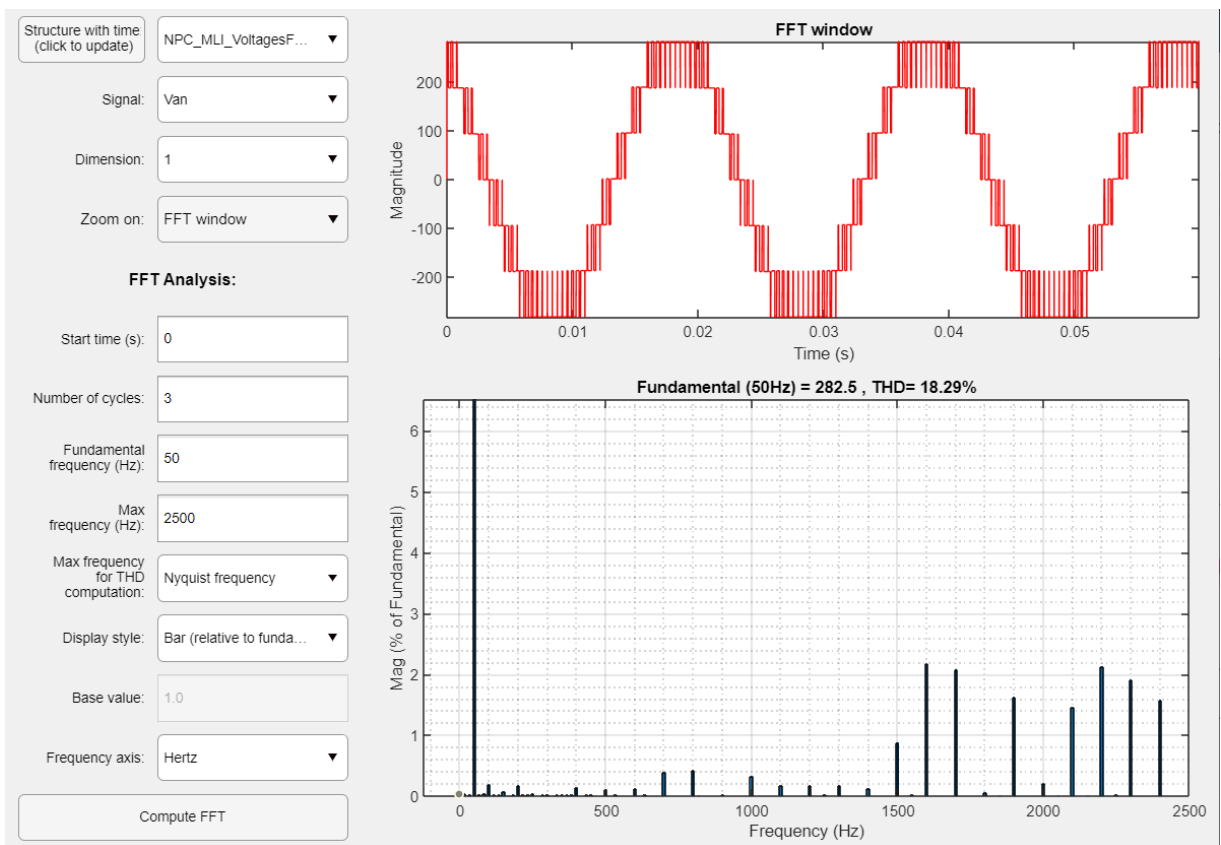 Structure with time
(click to update)
NPC_MLI_VoltagesF...
Signal:
Van
Dimension:
1
Zoom on:
FFT window
FFT Analysis:
Start time (s):
0
Number of cycles:
3
Fundamental
frequency (Hz):
50
Max
frequency (Hz):
2500
Max frequency
for THD
computation:
Nyquist frequency
Display style:
Bar (relative to funda...
Base value:
1.0
Frequency axis:
Hertz
Compute FFT
FFT window
200
100
0
-100
-200
Magnitude
0
0.01
0.02
0.03
0.04
0.05
Time (s)
Fundamental (50Hz) = 282.5 , THD= 18.29%
6
5
4
3
2
1
0
Mag (% of Fundamental)
0
500
1000
1500
2000
2500
Frequency (Hz)